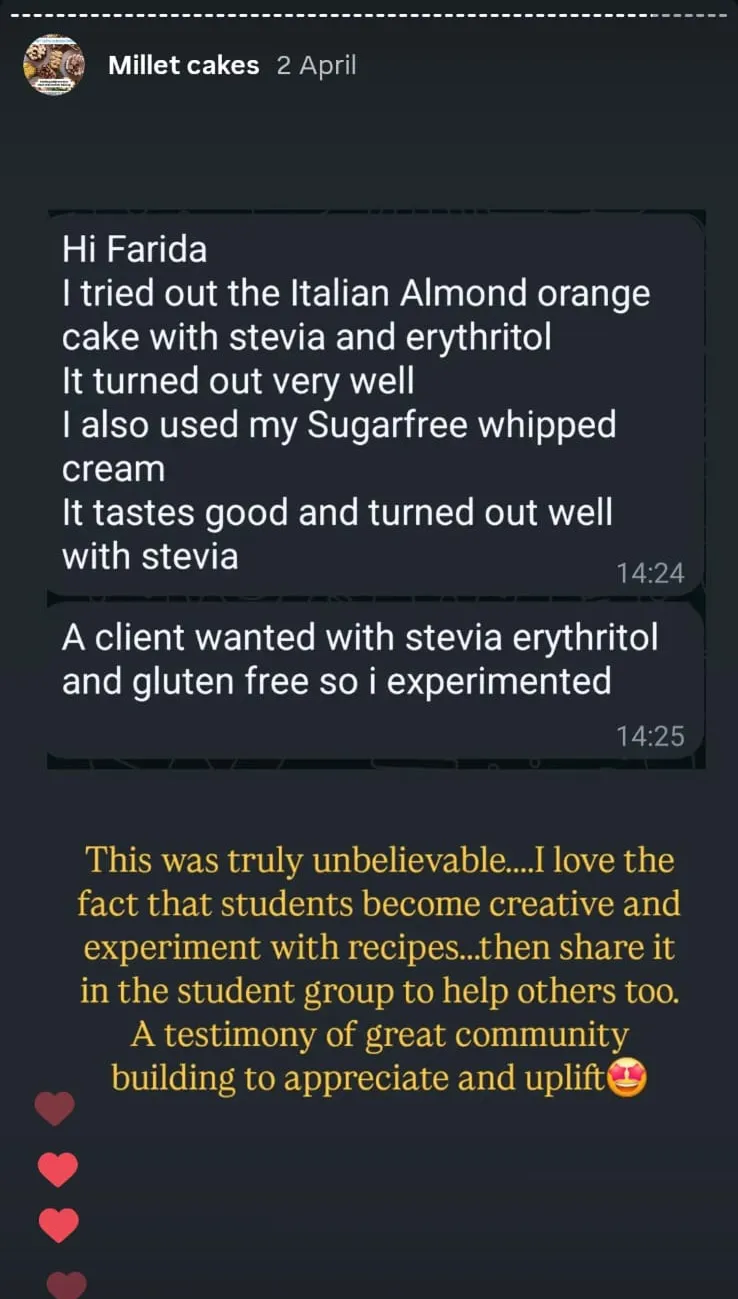 Millet cakes 2 April
Hi Farida
I tried out the Italian Almond orange
cake with stevia and erythritol
It turned out very well
I also used my Sugarfree whipped
cream
It tastes good and turned out well
with stevia
14:24
A client wanted with stevia erythritol
and gluten free so i experimented
14:25
This was truly unbelievable....I love the
fact that students become creative and
experiment with recipes...then share it
in the student group to help others too.
A testimony of great community
building to appreciate and uplift🤩